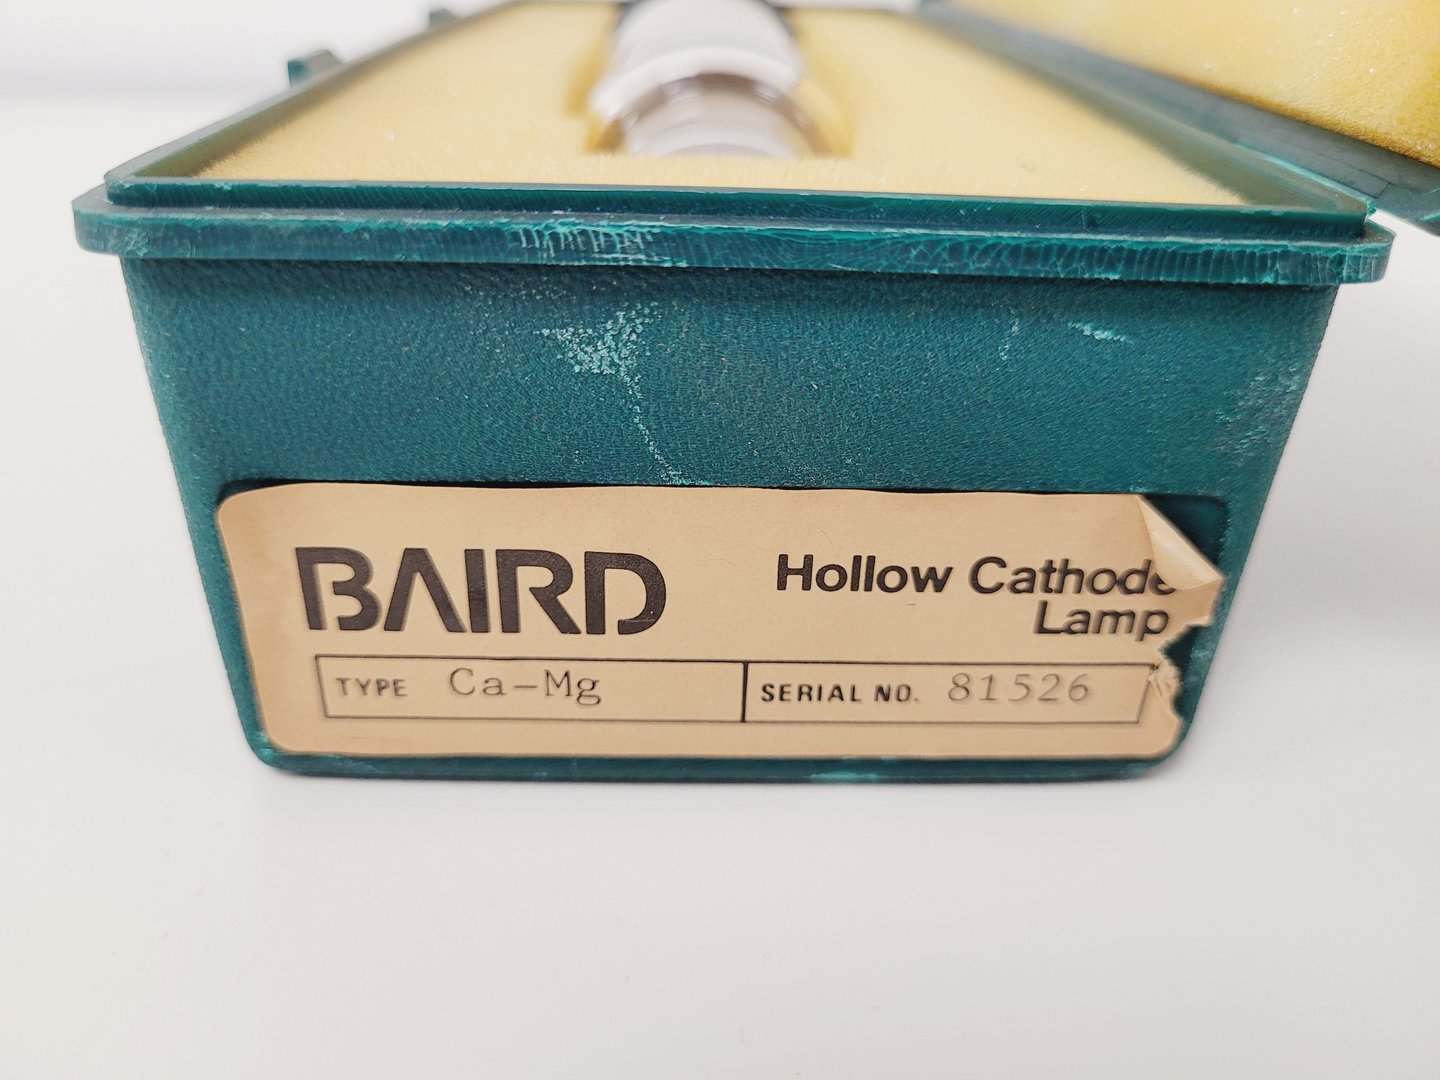 BAIRD
Hollow Cathode
Lamp
TYPE Ca-Mg
SERIAL NO. 81526